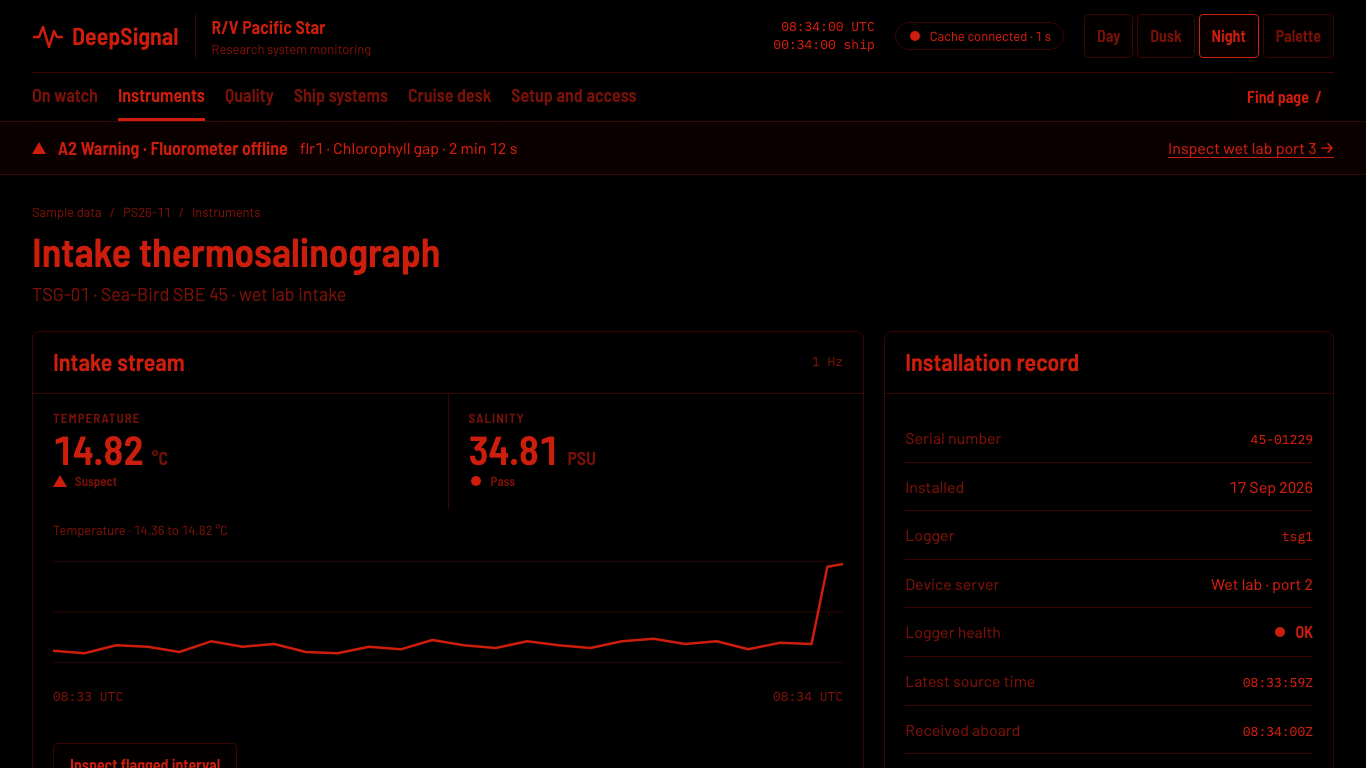 DeepSignal
R/V Pacific Star
Research system monitoring
08:34:00 UTC
00:34:00 ship
Cache connected · 1 s
Day
Dusk
Night
Palette
On watch
Instruments
Quality
Ship systems
Cruise desk
Setup and access
Find page /
A2 Warning · Fluorometer offline
flr1 · Chlorophyll gap · 2 min 12 s
Inspect wet lab port 3 →
Sample data / PS26-11 / Instruments
Intake thermosalinograph
TSG-01 · Sea-Bird SBE 45 · wet lab intake
Intake stream
1 Hz
TEMPERATURE
14.82 °C
Suspect
SALINITY
34.81 PSU
Pass
Temperature · 14.36 to 14.82 °C
08:33 UTC
08:34 UTC
Inspect flagged interval
Installation record
Serial number
45-01229
Installed
17 Sep 2026
Logger
tsg1
Device server
Wet lab · port 2
Logger health
OK
Latest source time
08:33:59Z
Received aboard
08:34:00Z